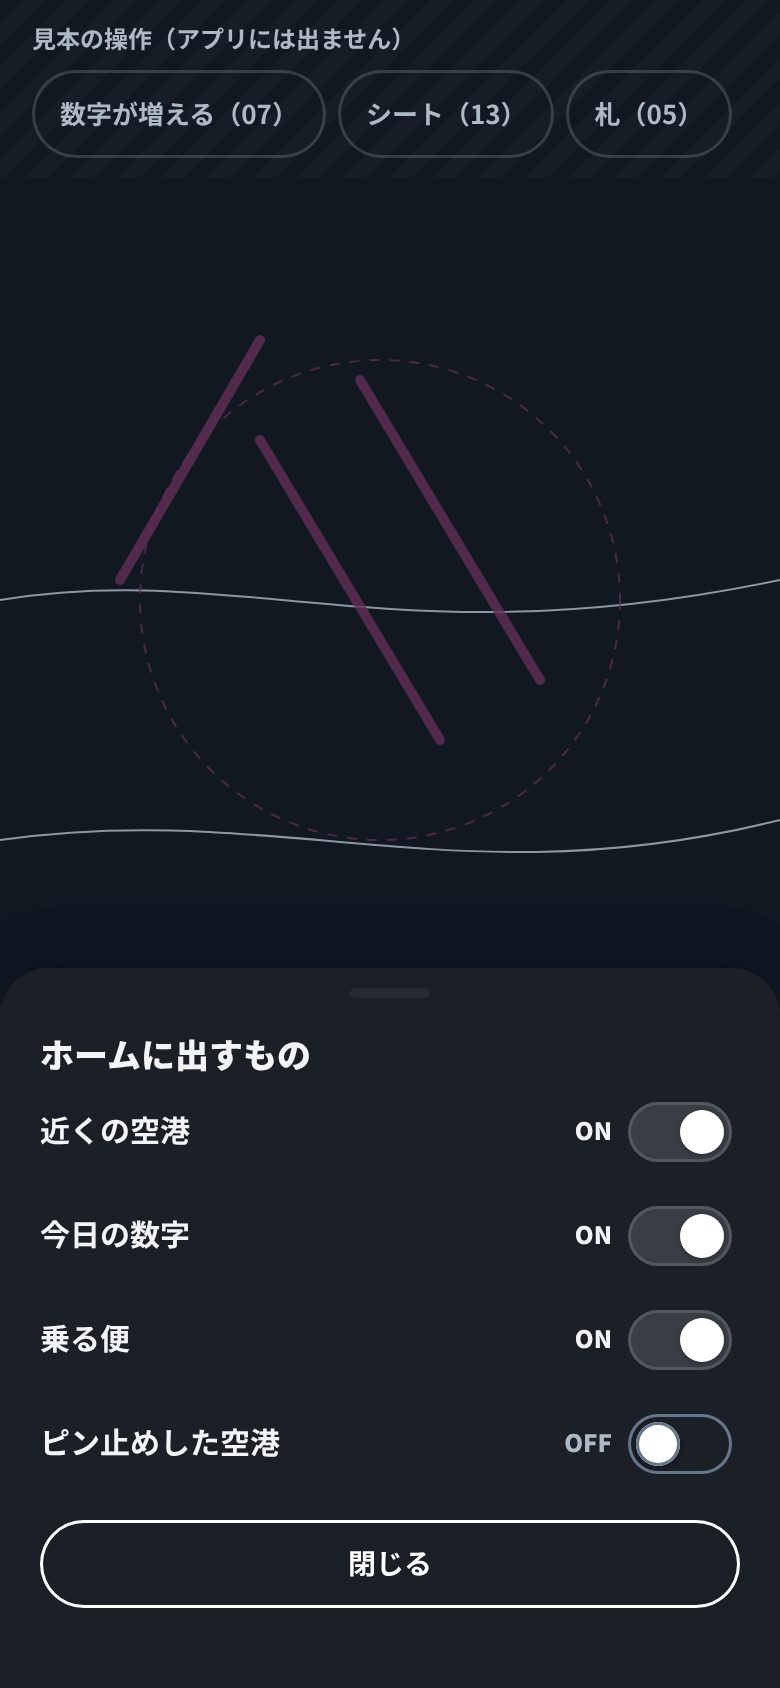 見本の操作（アプリには出ません）
数字が増える（07） シート（13） 札（05）
ホームに出すもの
近くの空港 ON
今日の数字 ON
乗る便 ON
ピン止めした空港 OFF
閉じる